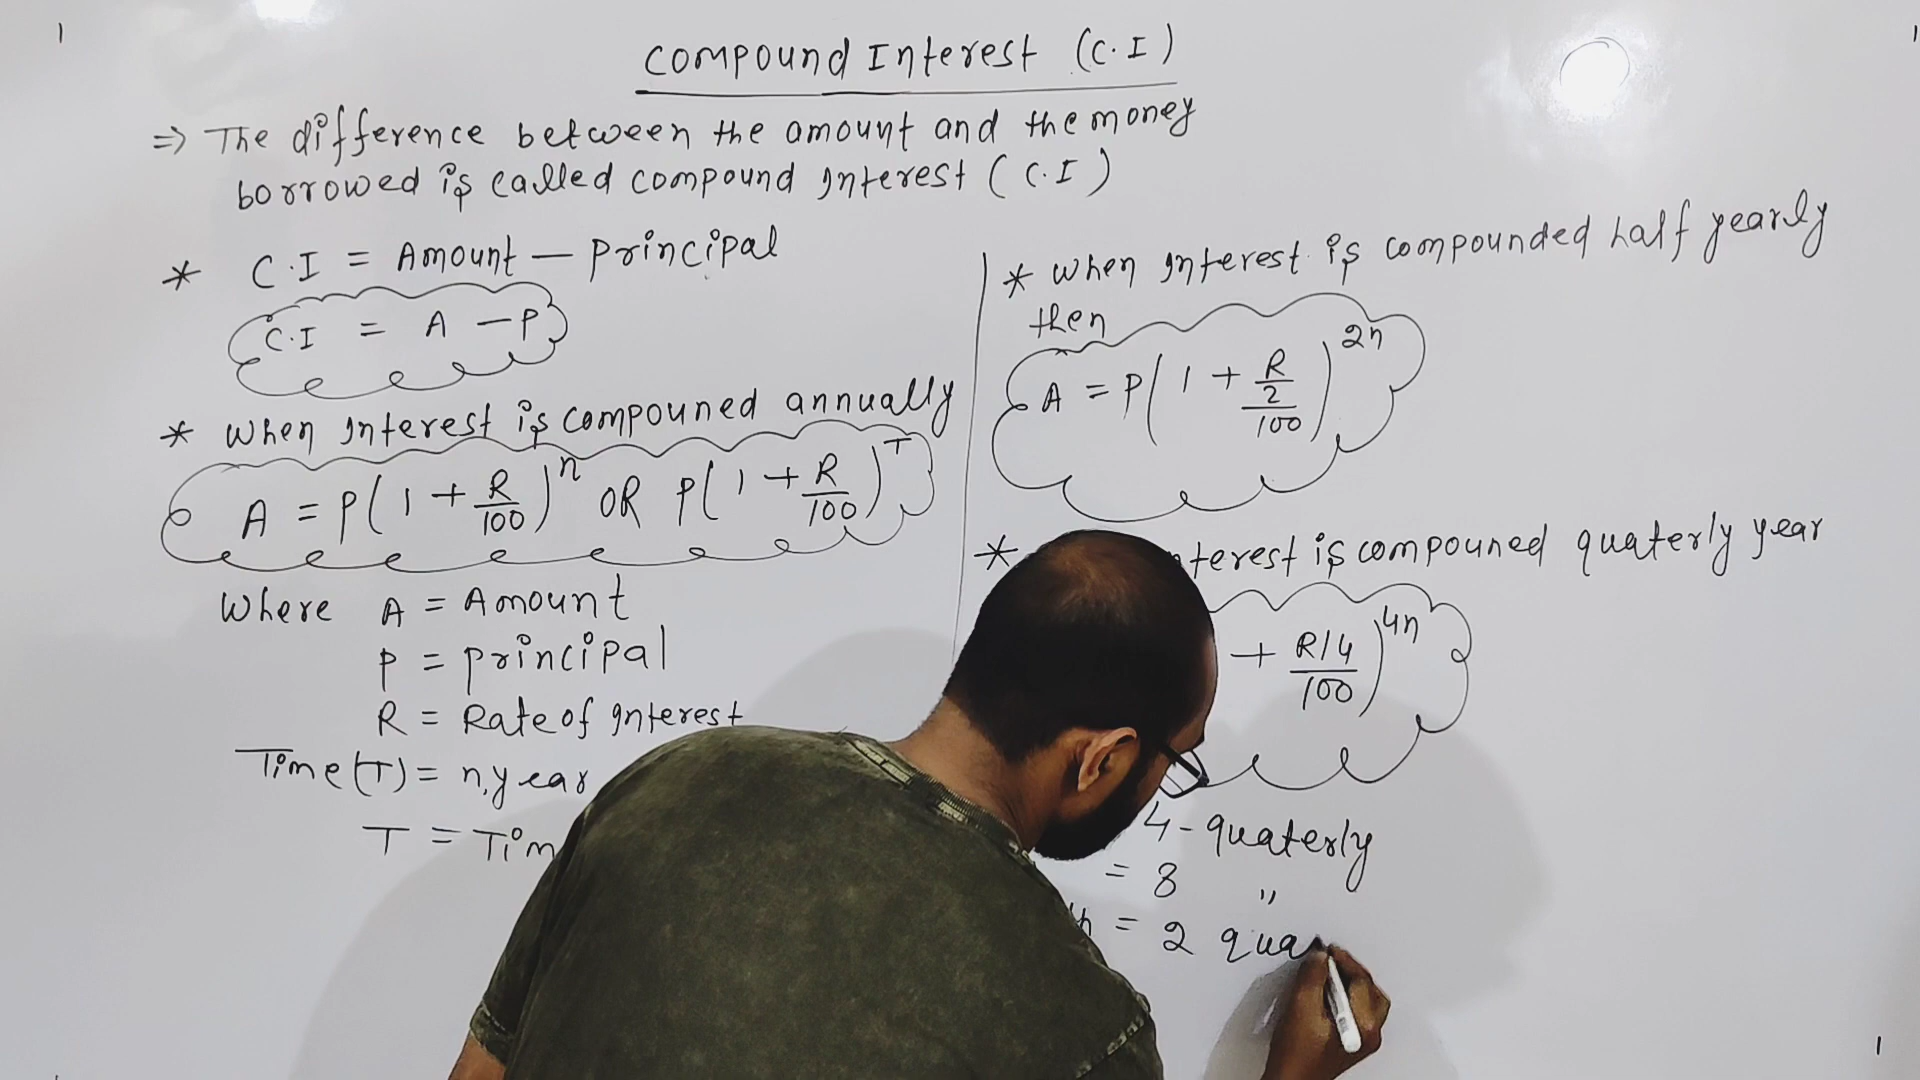 Compound Interest (C.I)
=> The difference between the amount and the money
borrowed is called compound Interest (C.I)
* C.I = Amount — principal
C.I = A — P
* When Interest is compouned annually
A = P(1 + R/100)^n OR P(1 + R/100)^T
Where A = Amount
P = principal
R = Rate of Interest
Time(T) = n, year
T = Tim
* When Interest is compounded half yearly
then
A = P(1 + R/2/100)^2n
* terest is compouned quaterly year
+ R/4/100)^4n
4 - quaterly
= 8 "
= 2 qua